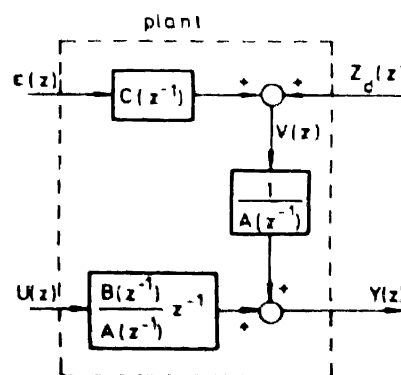 plant
ε(z)
C(z⁻¹)
+
+
Z_d(z)
V(z)
1
A(z⁻¹)
+
U(z)
B(z⁻¹)
A(z⁻¹)
z⁻¹
+
Y(z)